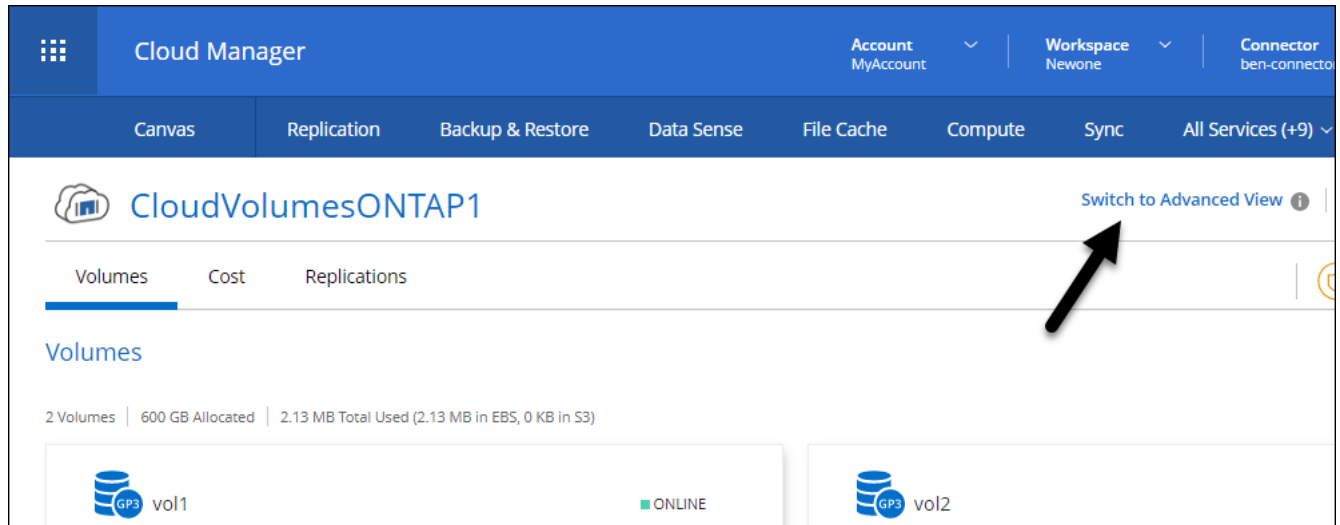 Cloud Manager
Account
MyAccount
Workspace
Newone
Connector
ben-connector
Canvas Replication Backup & Restore Data Sense File Cache Compute Sync All Services (+9)
CloudVolumesONTAP1
Switch to Advanced View
Volumes Cost Replications
Volumes
2 Volumes 600 GB Allocated 2.13 MB Total Used (2.13 MB in EBS, 0 KB in S3)
GP3 vol1 ONLINE
GP3 vol2